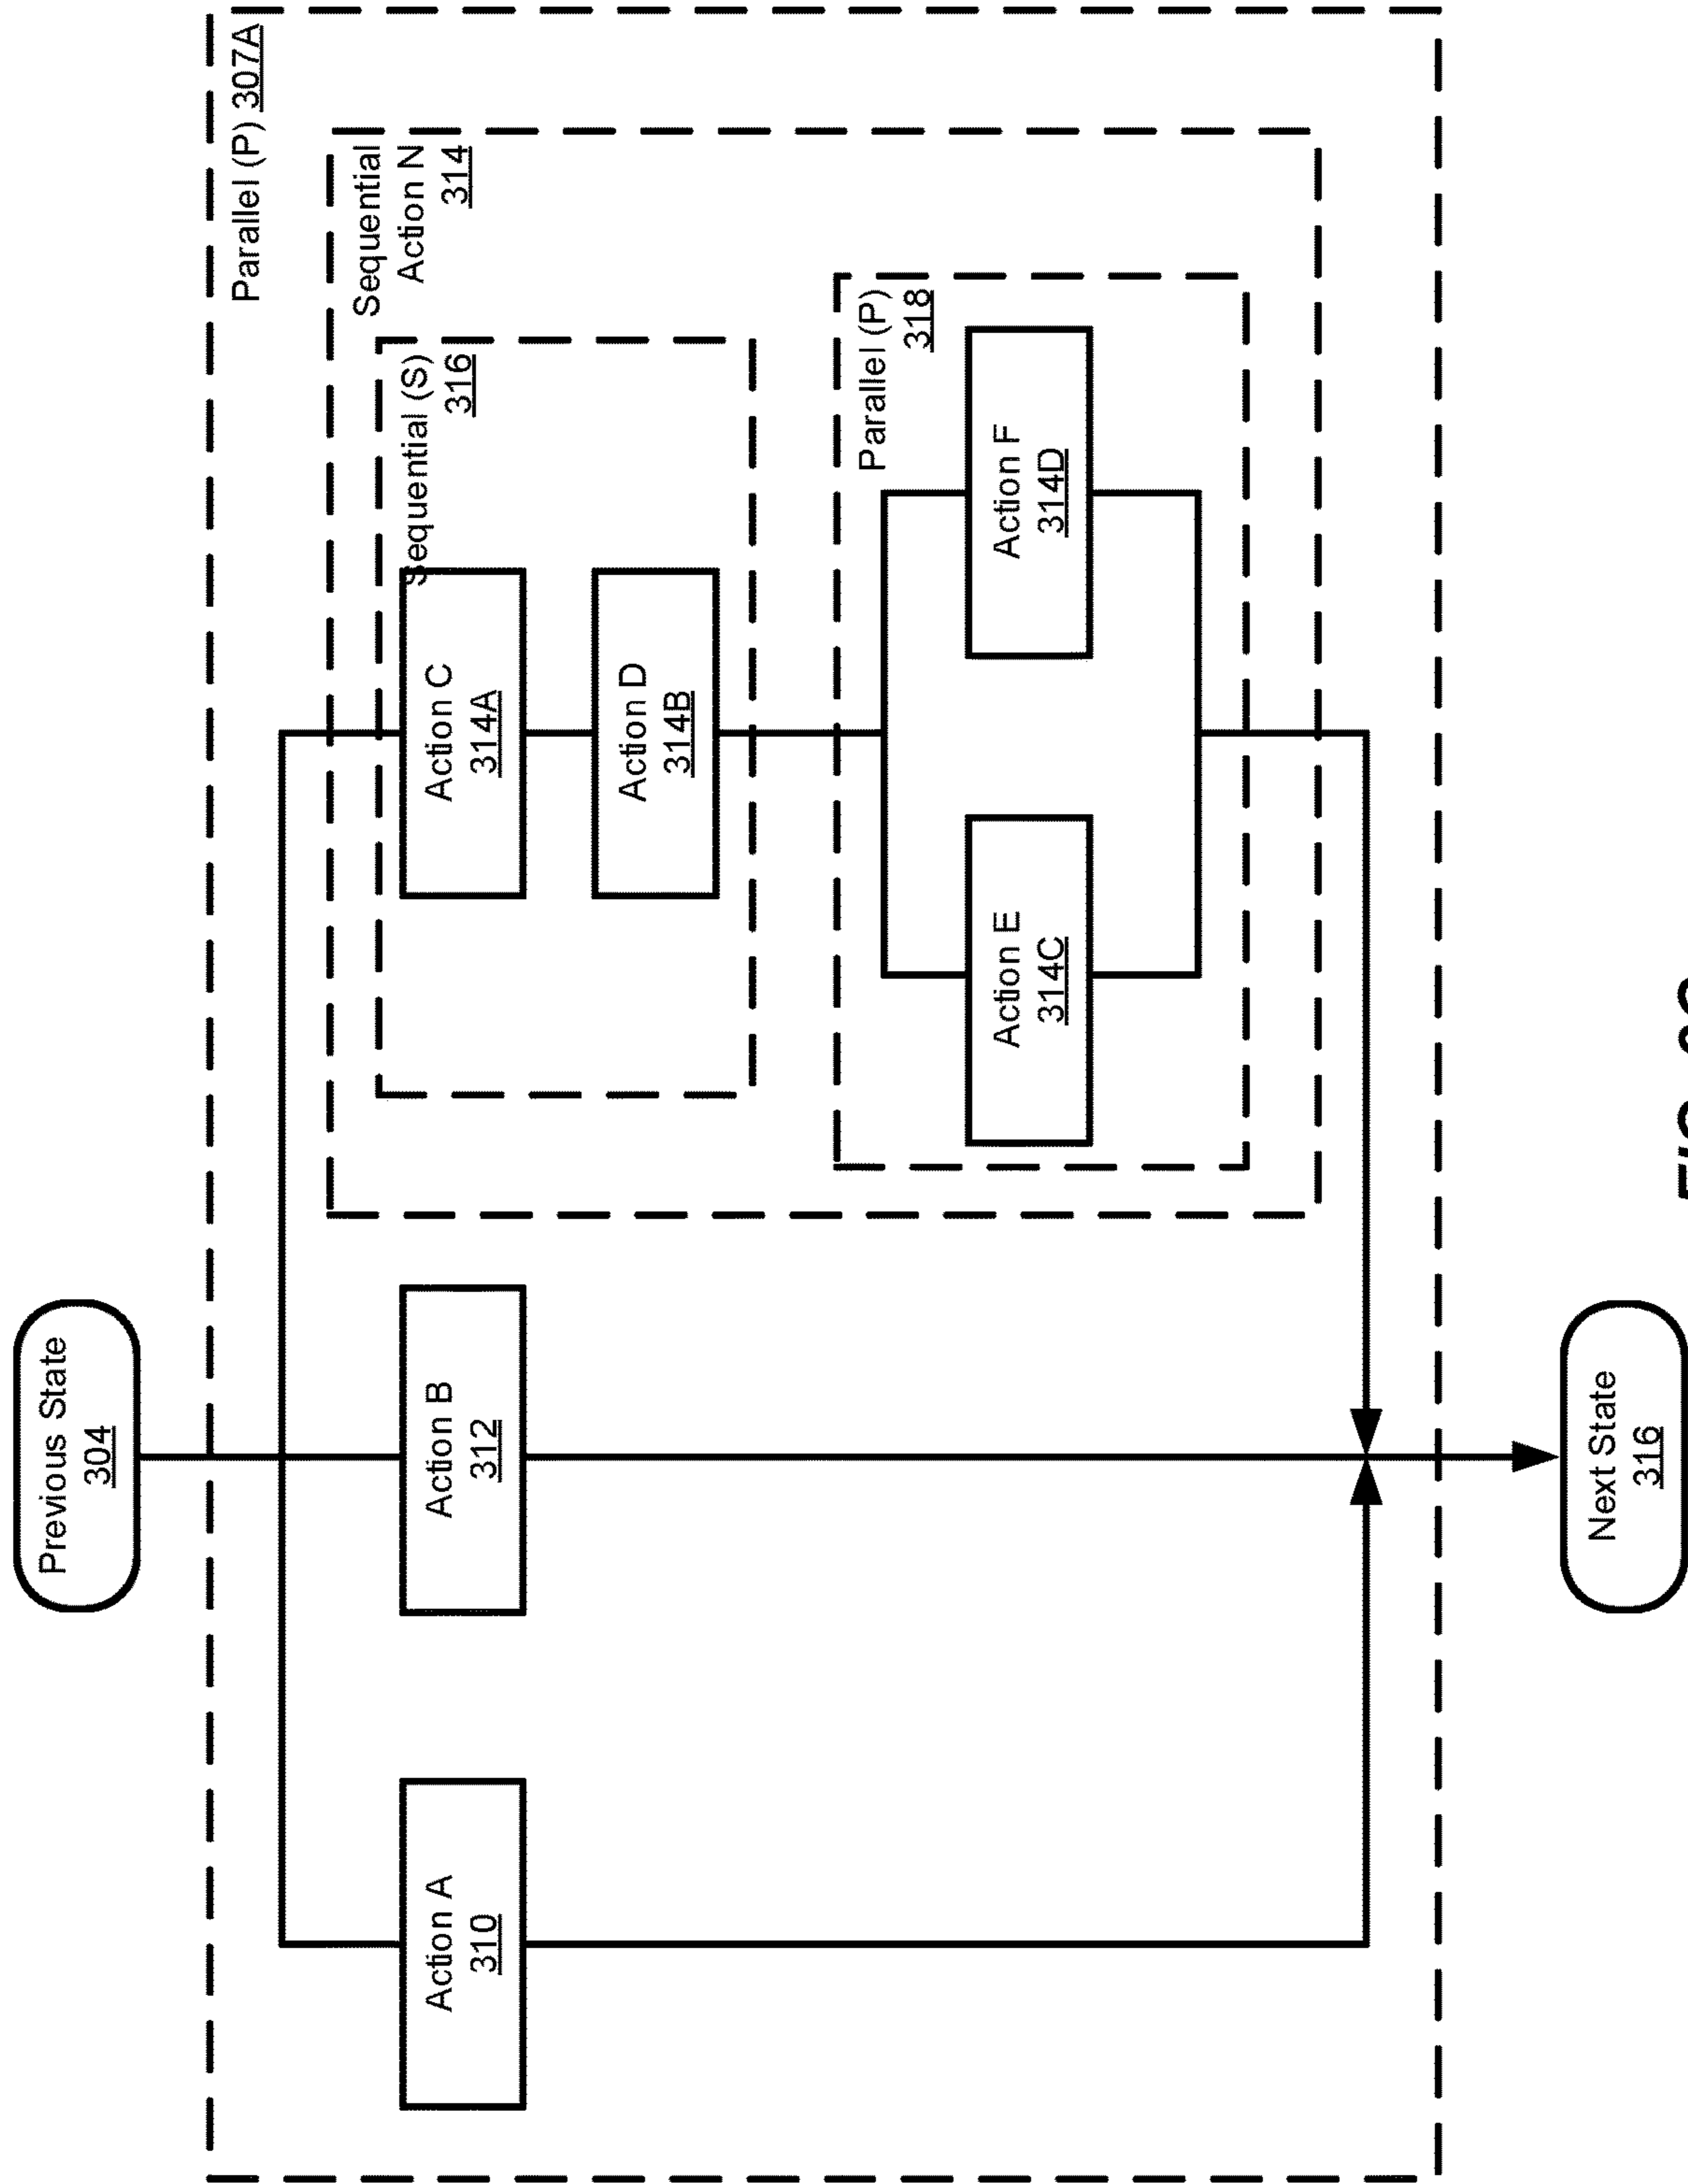 Previous State
304
Parallel (P) 307A
Sequential
Action N
314
Sequential (S)
316
Action A
310
Action B
312
Action C
314A
Action D
314B
Parallel (P)
318
Action E
314C
Action F
314D
Next State
316